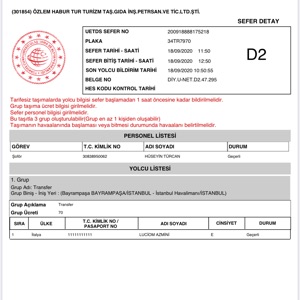 (301854) ÖZLEM HABUR TUR TURİZM TAŞ.GIDA İNŞ.PETRSAN.VE TİC.LTD.ŞTİ.
SEFER DETAY
UETDS SEFER NO 200918888175218
PLAKA 34TR7970
SEFER TARİHİ - SAATİ 18/09/2020 11:50
SEFER BİTİŞ TARİHİ - SAATİ 18/09/2020 12:50
SON YOLCU BİLDİRİM TARİHİ 18/09/2020 10:50:55
BELGE NO DİY.U-NET.D2.47.295
HES KODU KONTROL TARİHİ
D2
Tarifesiz taşımalarda yolcu bilgisi sefer başlamadan 1 saat öncesine kadar bildirilmelidir.
Grup taşıma ücret bilgisi girilmelidir.
Sefer personel bilgisi girilmelidir.
Bu taşıtla 3 grup oluşturulabilir(Grup en az 1 kişiden oluşabilir)
Taşımanın havaalanında başlaması veya bitmesi durumunda havaalanı belirtilmelidir.
PERSONEL LİSTESİ
GÖREV T.C. KİMLİK NO ADI SOYADI DURUM
Şoför HÜSEYİN TÜRCAN Geçerli
YOLCU LİSTESİ
1. Grup
Grup Adı: Transfer
Grup Biniş - İniş Yeri : (Bayrampaşa BAYRAMPAŞA/İSTANBUL - İstanbul Havalimanı/İSTANBUL)
Grup Açıklama Transfer
Grup Ücreti 70
SIRA ÜLKE T.C. KİMLİK NO / PASAPORT NO ADI SOYADI CİNSİYET DURUM
1 İtalya 11111111111 LUCIOM AZMINI E Geçerli